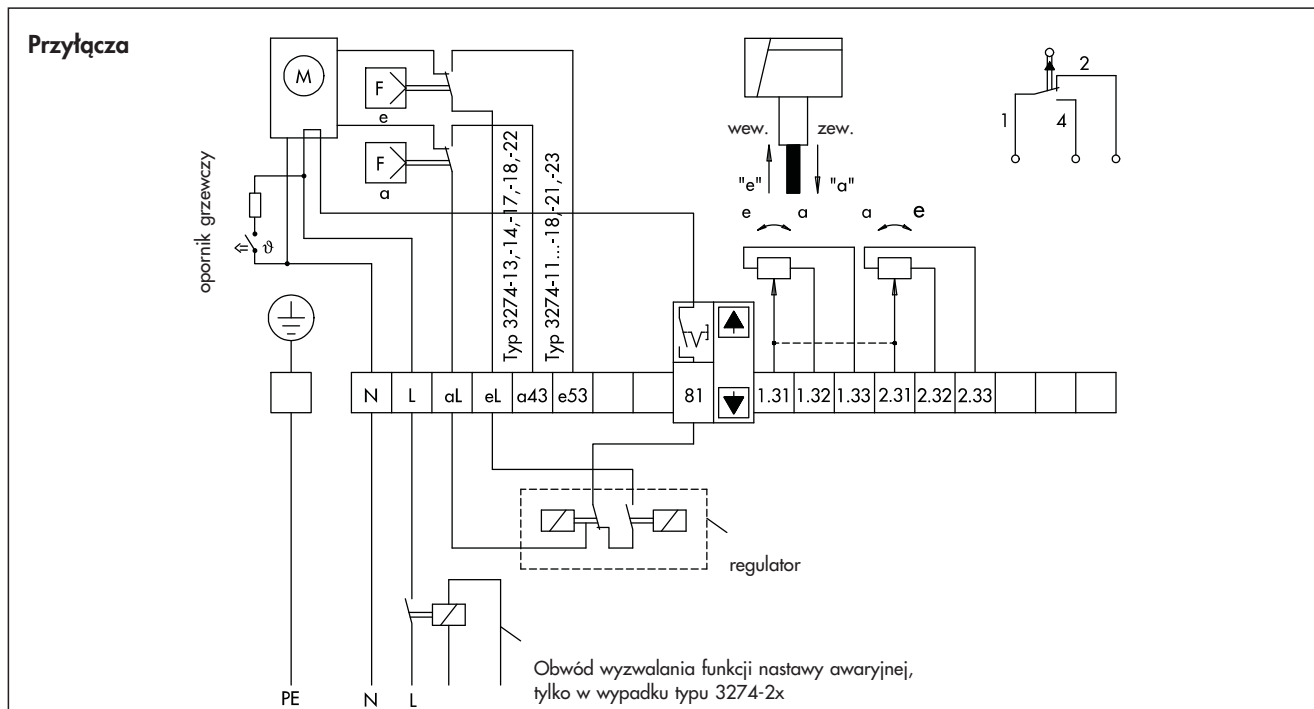 Przyłącza
M
F
e
F
a
opornik grzewczy
ϑ
Typ 3274-13,-14,-17,-18,-22
Typ 3274-11...-18,-21,-23
wew.
zew.
"e"
"a"
e
a
a
e
1
2
4
N
L
aL
eL
a43
e53
81
1.31
1.32
1.33
2.31
2.32
2.33
regulator
Obwód wyzwalania funkcji nastawy awaryjnej,
tylko w wypadku typu 3274-2x
PE
N
L